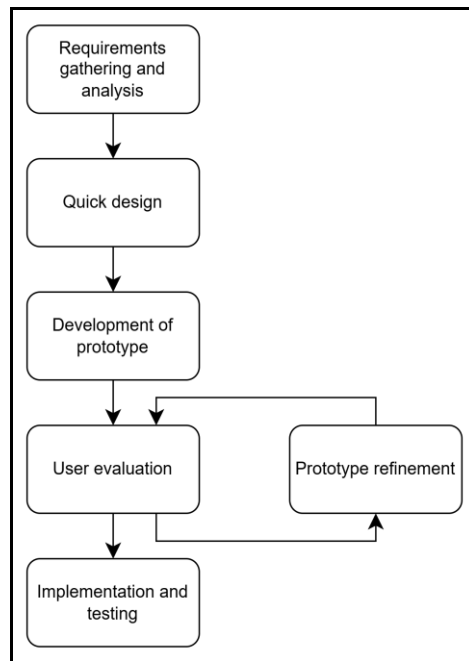 Requirements
gathering and
analysis
Quick design
Development of
prototype
User evaluation
Prototype refinement
Implementation and
testing